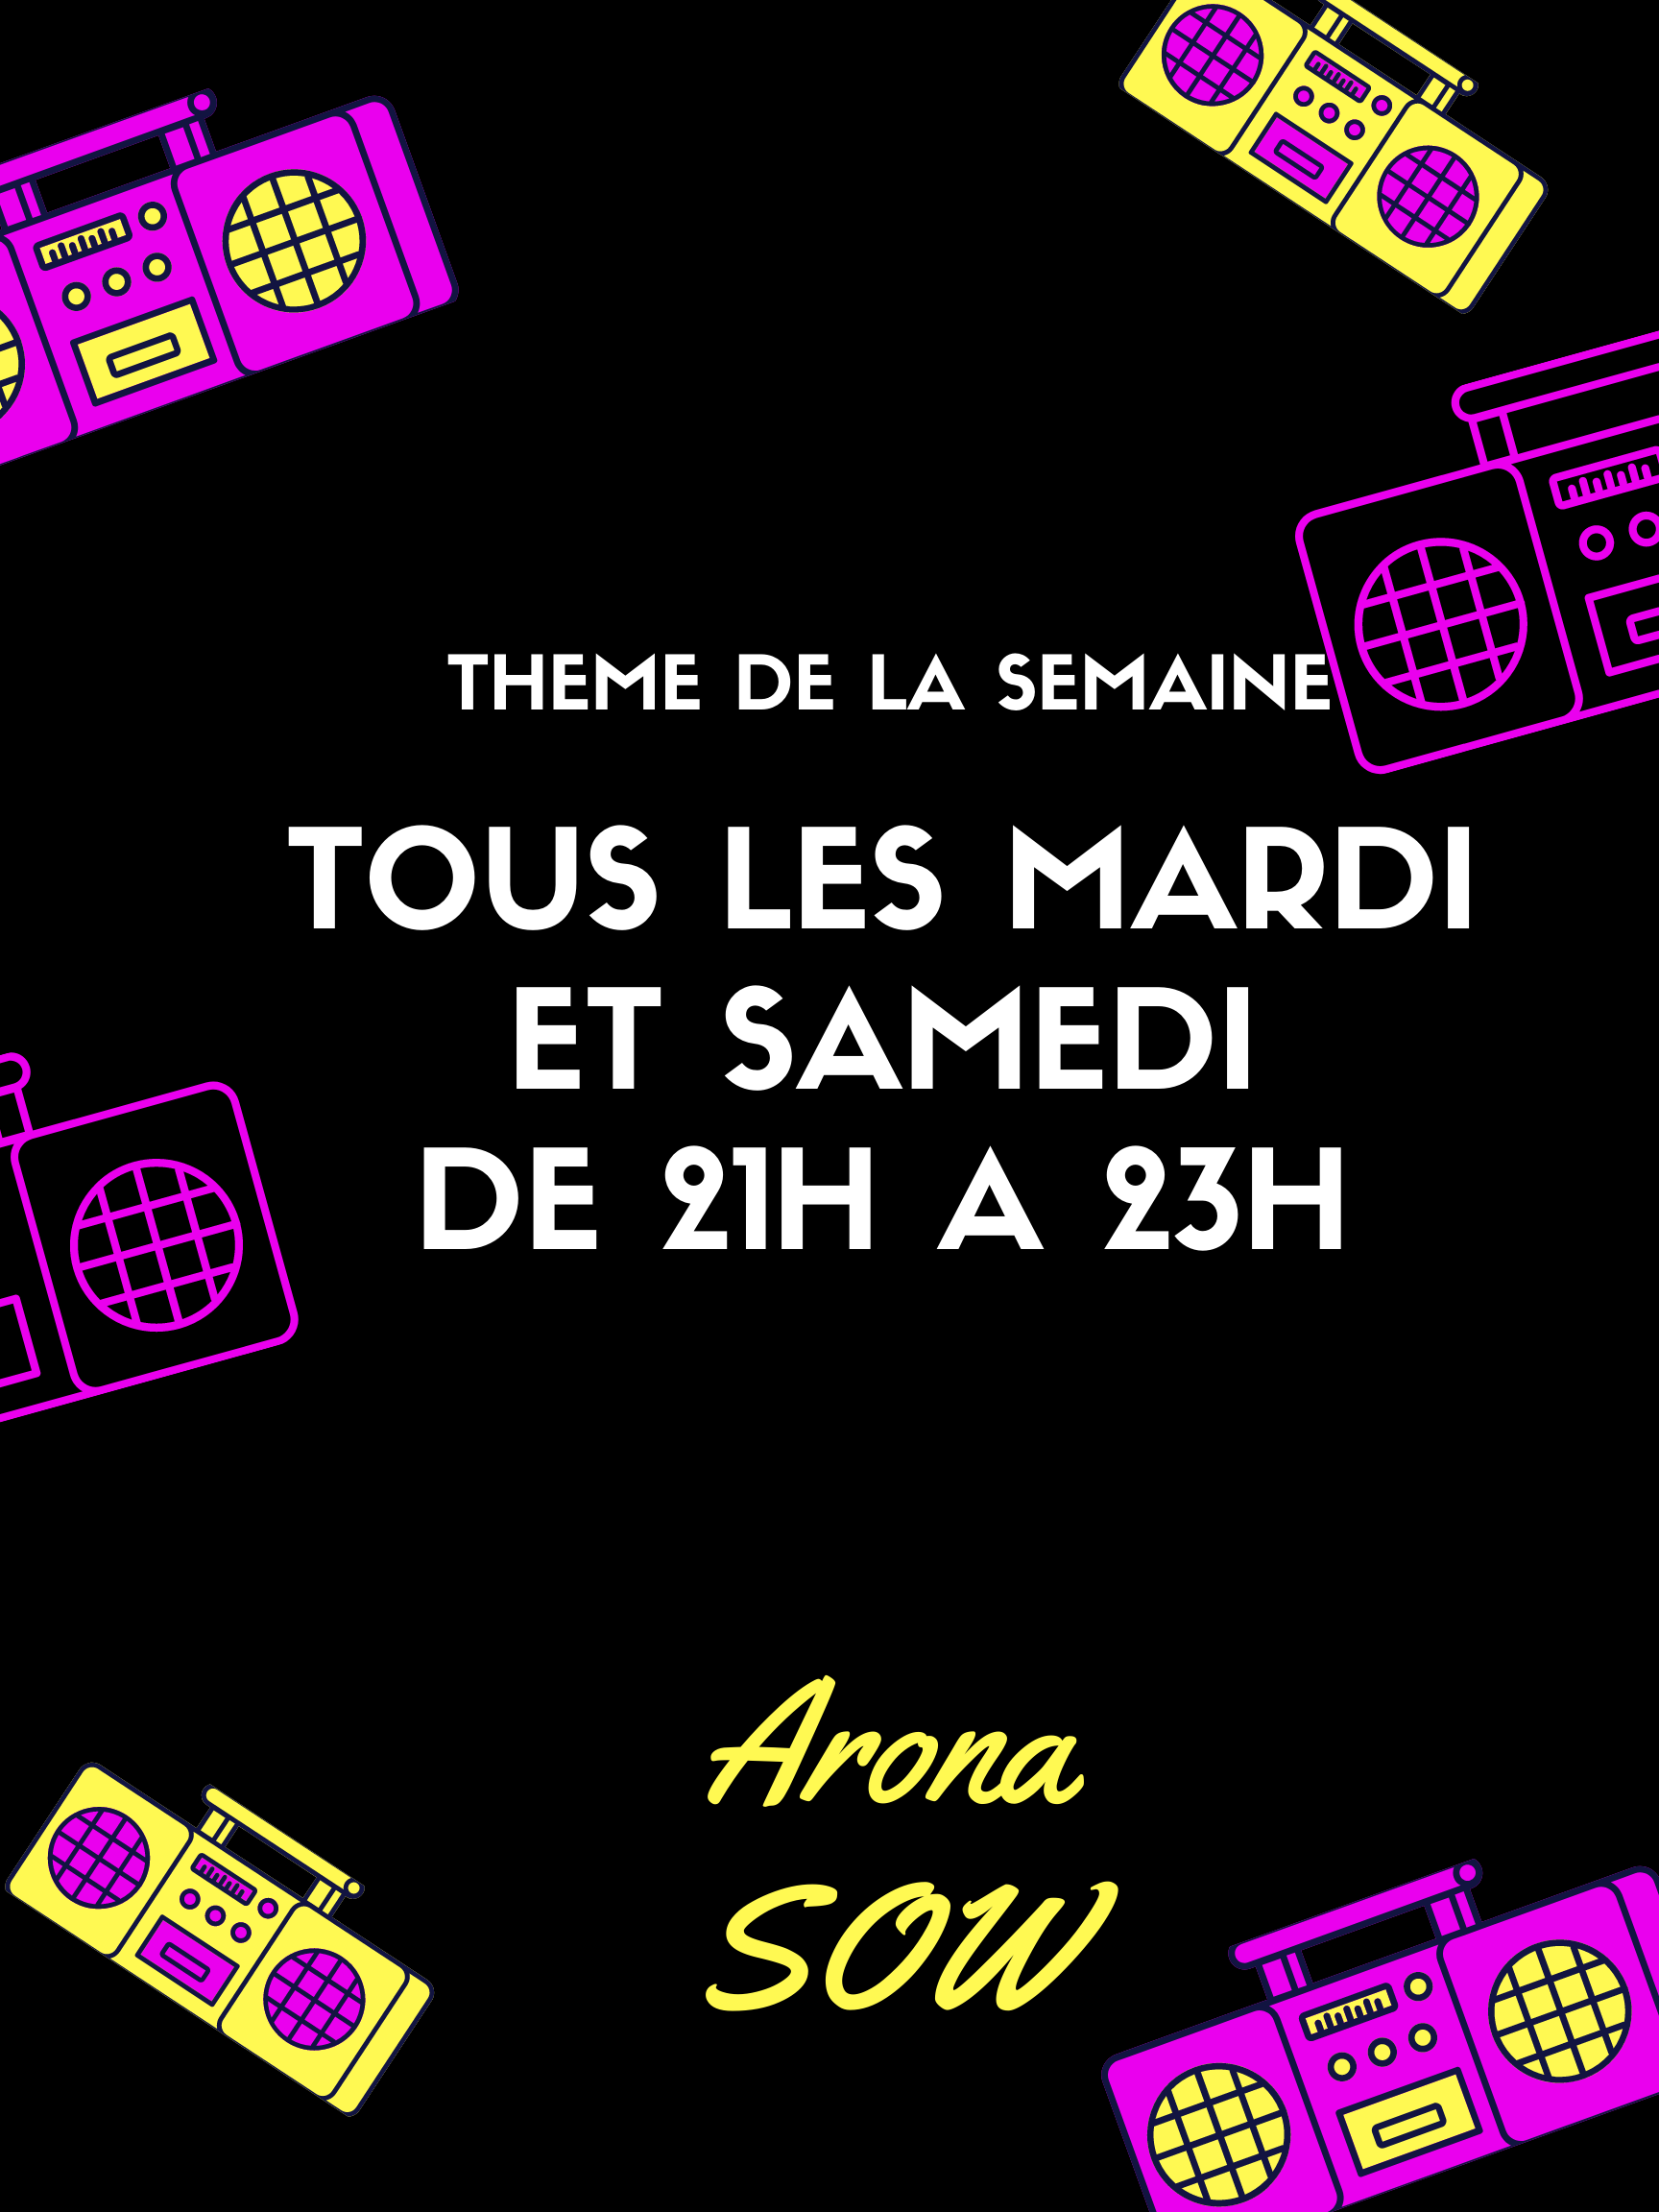 THEME DE LA SEMAINE
TOUS LES MARDI
ET SAMEDI
DE 21H A 23H
Arona
SOW